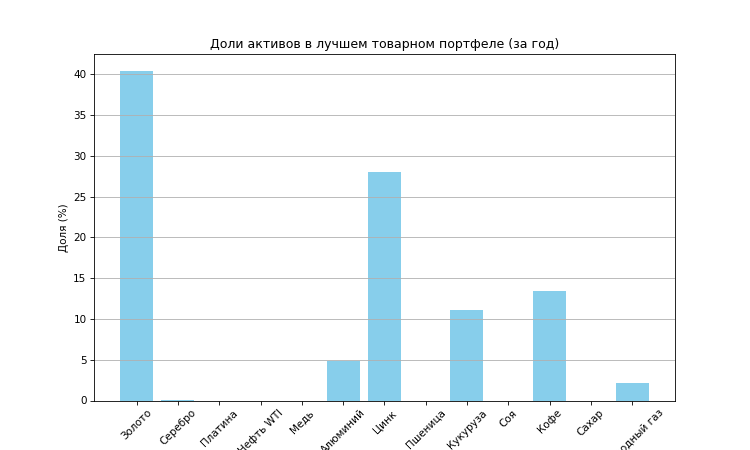 Доли активов в лучшем товарном портфеле (за год)
Доля (%)
40
35
30
25
20
15
10
5
0
Золото
Серебро
Платина
Нефть WTI
Медь
Алюминий
Цинк
Пшеница
Кукуруза
Соя
Кофе
Сахар
одный газ